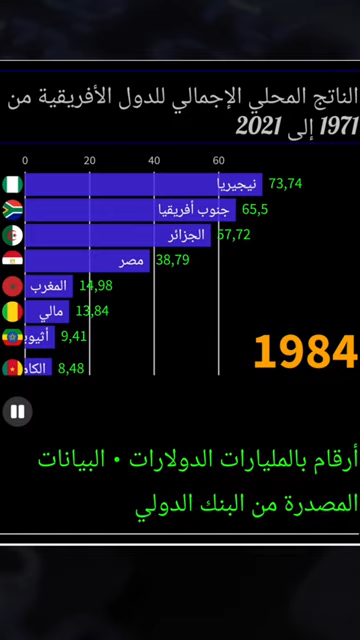 الناتج المحلي الإجمالي للدول الأفريقية من
1971 إلى 2021
0 20 40 60
نيجيريا 73,74
جنوب أفريقيا 65,5
الجزائر 57,72
مصر 38,79
المغرب 14,98
مالي 13,84
أثيوب 9,41
الكام 8,48
1984
أرقام بالمليارات الدولارات • البيانات
المصدرة من البنك الدولي